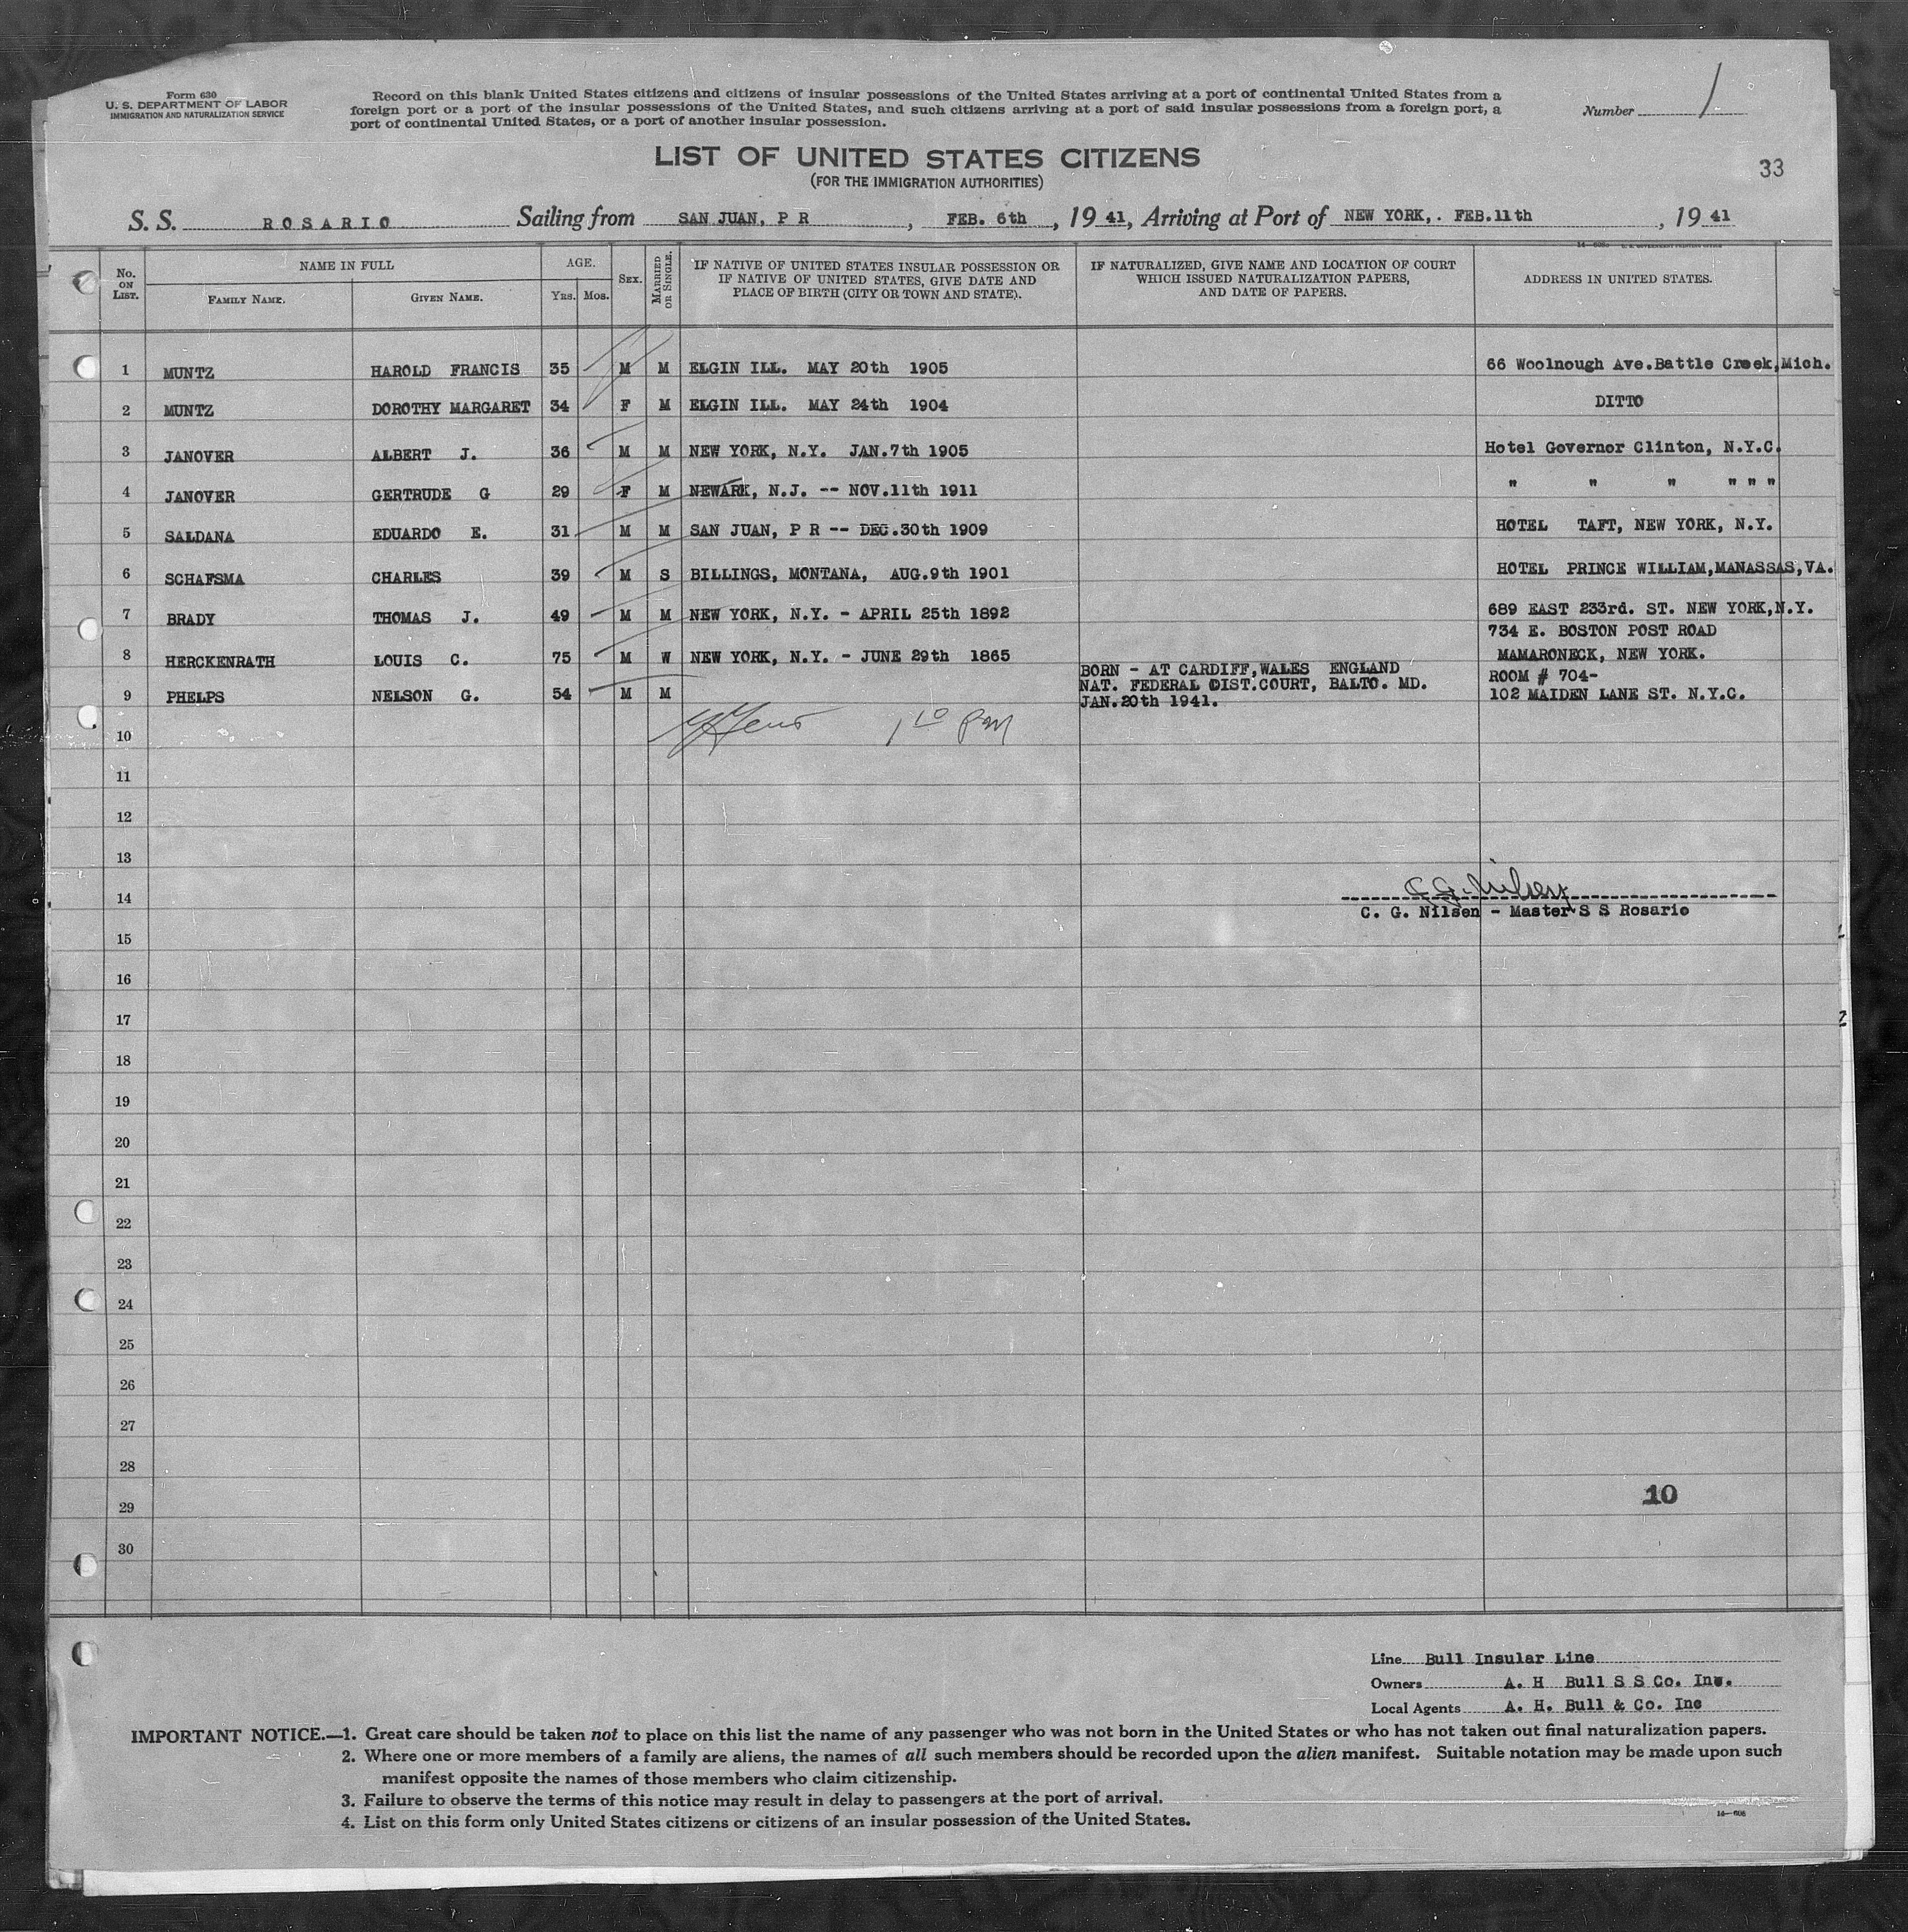 Form 630
U. S. DEPARTMENT OF LABOR
IMMIGRATION AND NATURALIZATION SERVICE
Record on this blank United States citizens and citizens of insular possessions of the United States arriving at a port of continental United States from a
foreign port or a port of the insular possessions of the United States, and such citizens arriving at a port of said insular possessions from a foreign port, a
port of continental United States, or a port of another insular possession.
Number 1
LIST OF UNITED STATES CITIZENS
(FOR THE IMMIGRATION AUTHORITIES)
33
S. S. ROSARIO Sailing from SAN JUAN, P R, FEB. 6th, 1941, Arriving at Port of NEW YORK,. FEB.11th, 1941
No. ON LIST. NAME IN FULL AGE. SEX. MARRIED OR SINGLE. IF NATIVE OF UNITED STATES INSULAR POSSESSION OR IF NATIVE OF UNITED STATES, GIVE DATE AND PLACE OF BIRTH (CITY OR TOWN AND STATE). IF NATURALIZED, GIVE NAME AND LOCATION OF COURT WHICH ISSUED NATURALIZATION PAPERS, AND DATE OF PAPERS. ADDRESS IN UNITED STATES.
FAMILY NAME. GIVEN NAME. YRS. MOS.
1 MUNTZ HAROLD FRANCIS 35 M M ELGIN ILL. MAY 20th 1905 66 Woolnough Ave.Battle Creek,Mich.
2 MUNTZ DOROTHY MARGARET 34 F M ELGIN ILL. MAY 24th 1904 DITTO
3 JANOVER ALBERT J. 36 M M NEW YORK, N.Y. JAN.7th 1905 Hotel Governor Clinton, N.Y.C.
4 JANOVER GERTRUDE G 29 F M NEWARK, N.J. -- NOV.11th 1911 " " " " " "
5 SALDANA EDUARDO E. 31 M M SAN JUAN, P R -- DEC.30th 1909 HOTEL TAFT, NEW YORK, N.Y.
6 SCHAFSMA CHARLES 39 M S BILLINGS, MONTANA, AUG.9th 1901 HOTEL PRINCE WILLIAM,MANASSAS,VA.
7 BRADY THOMAS J. 49 M M NEW YORK, N.Y. - APRIL 25th 1892 689 EAST 233rd. ST. NEW YORK,N.Y.
734 E. BOSTON POST ROAD
8 HERCKENRATH LOUIS C. 75 M W NEW YORK, N.Y. - JUNE 29th 1865 MAMARONECK, NEW YORK.
BORN - AT CARDIFF,WALES ENGLAND ROOM # 704-
9 PHELPS NELSON G. 54 M M NAT. FEDERAL DIST.COURT, BALTO. MD. 102 MAIDEN LANE ST. N.Y.C.
JAN.20th 1941.
10 1 10 PM
11
12
13
14 C. G. Nilsen
C. G. Nilsen - Master S S Rosario
15
16
17
18
19
20
21
22
23
24
25
26
27
28
29 10
30
Line Bull Insular Line
Owners A. H Bull S S Co. Inc.
Local Agents A. H. Bull & Co. Inc
IMPORTANT NOTICE.—1. Great care should be taken not to place on this list the name of any passenger who was not born in the United States or who has not taken out final naturalization papers.
2. Where one or more members of a family are aliens, the names of all such members should be recorded upon the alien manifest. Suitable notation may be made upon such
manifest opposite the names of those members who claim citizenship.
3. Failure to observe the terms of this notice may result in delay to passengers at the port of arrival.
4. List on this form only United States citizens or citizens of an insular possession of the United States.